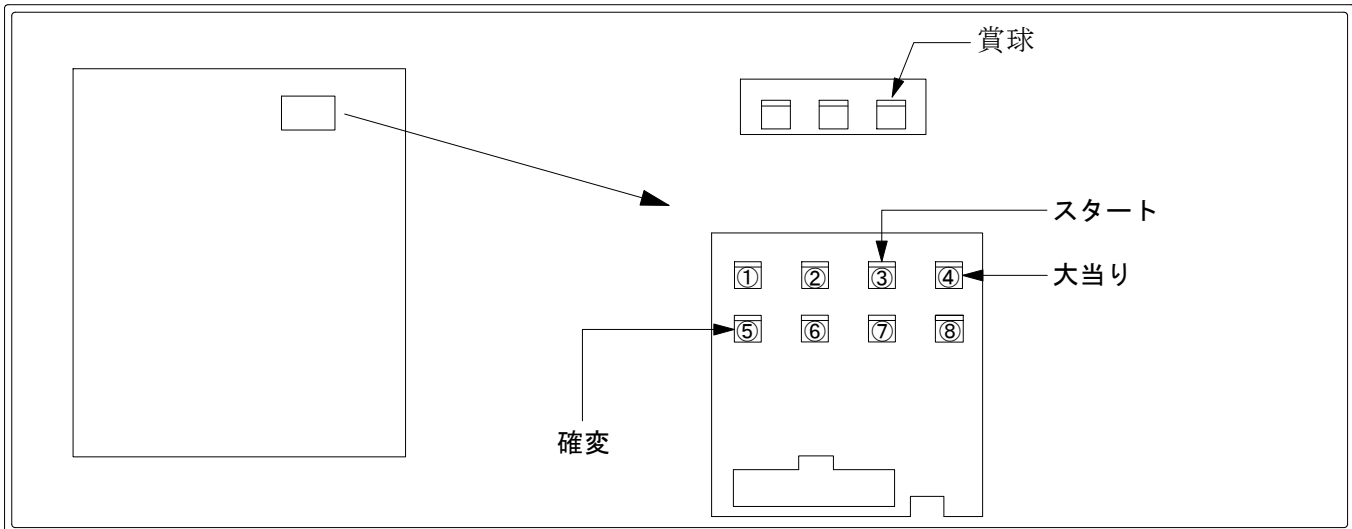 賞球
スタート
① ② ③ ④
大当り
⑤ ⑥ ⑦ ⑧
確変